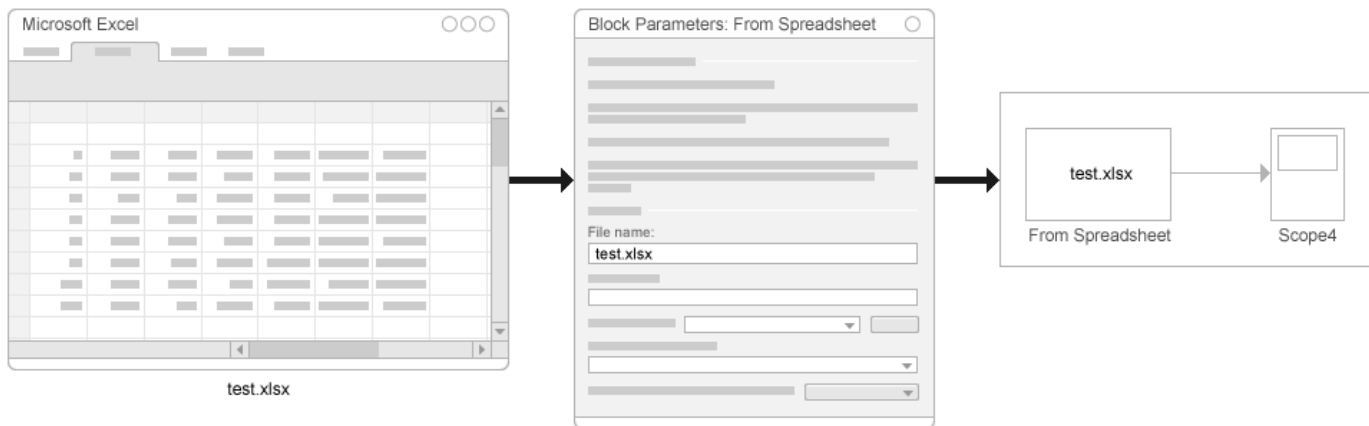 Microsoft Excel
test.xlsx
Block Parameters: From Spreadsheet
File name:
test.xlsx
test.xlsx
From Spreadsheet
Scope4